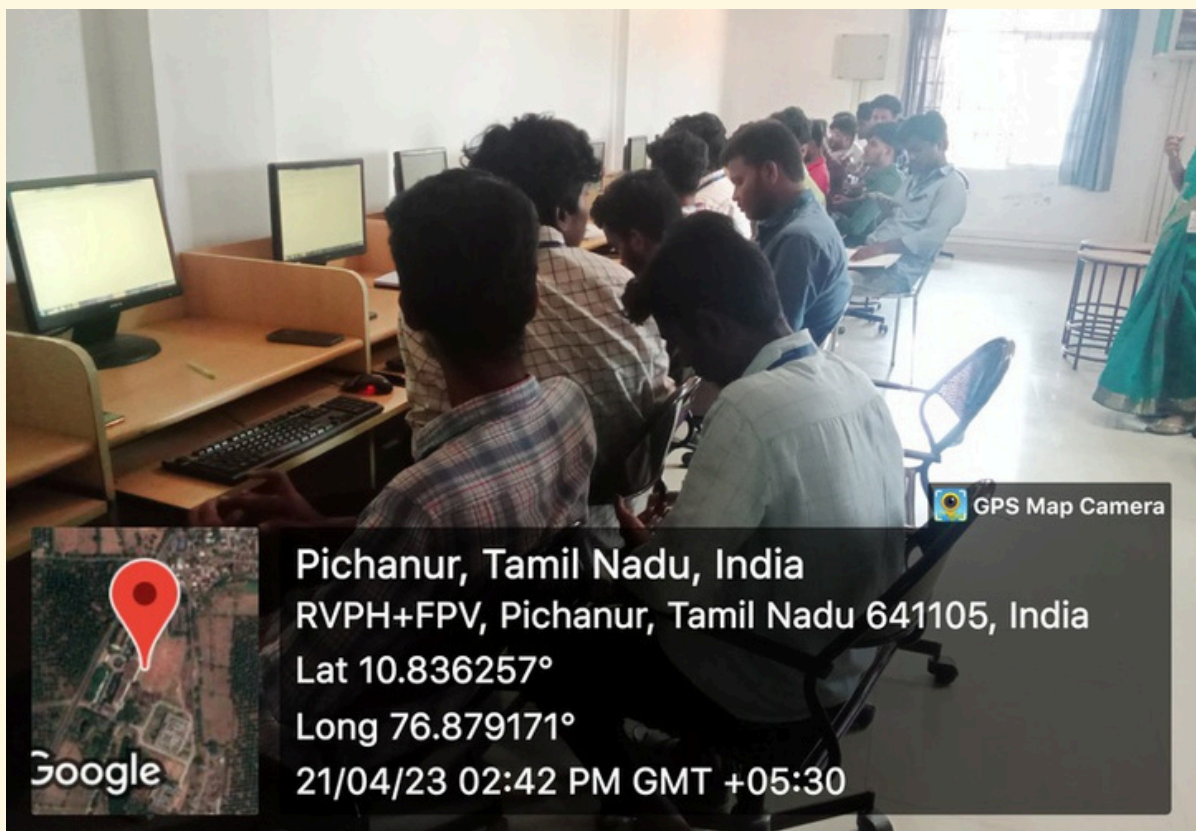 GPS Map Camera
Pichanur, Tamil Nadu, India
RVPH+FPV, Pichanur, Tamil Nadu 641105, India
Lat 10.836257°
Long 76.879171°
21/04/23 02:42 PM GMT +05:30
Google